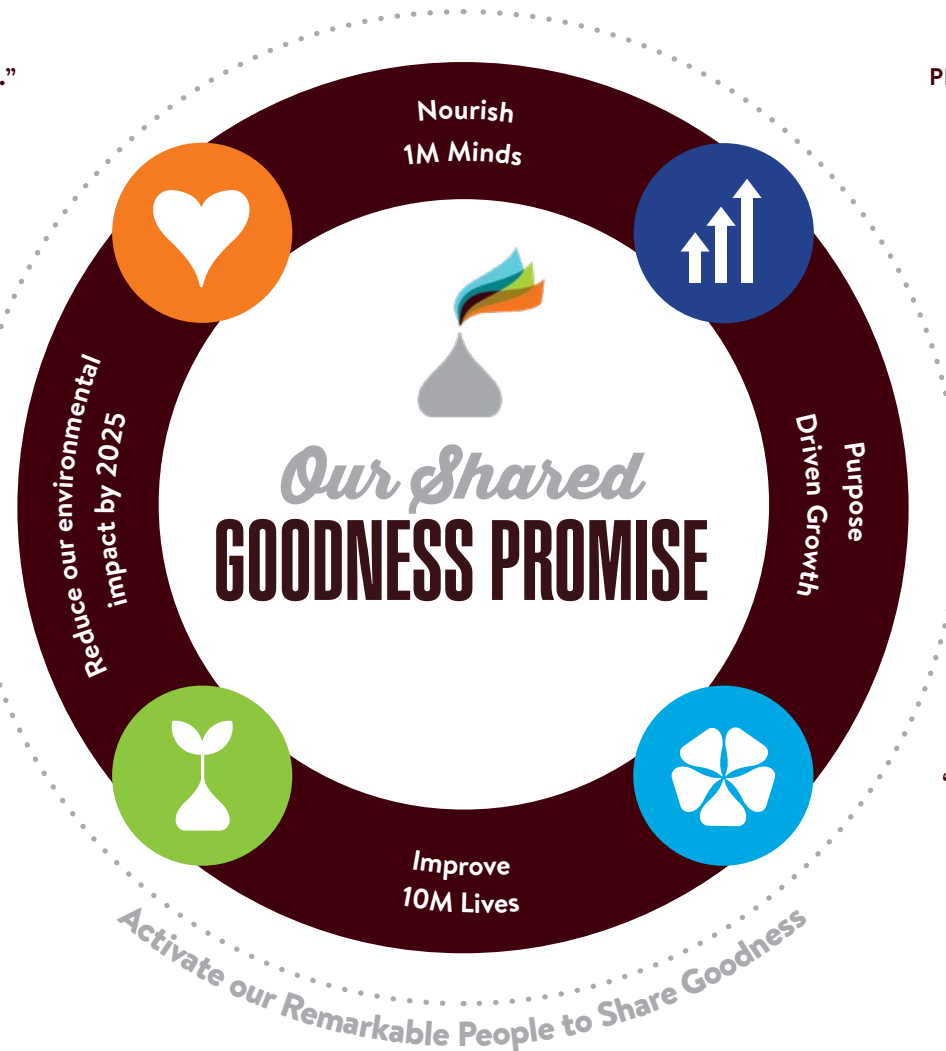 .”
Nourish
1M Minds
Reduce our environmental
impact by 2025
Purpose
Driven Growth
Our Shared
GOODNESS PROMISE
Improve
10M Lives
Activate our Remarkable People to Share Goodness